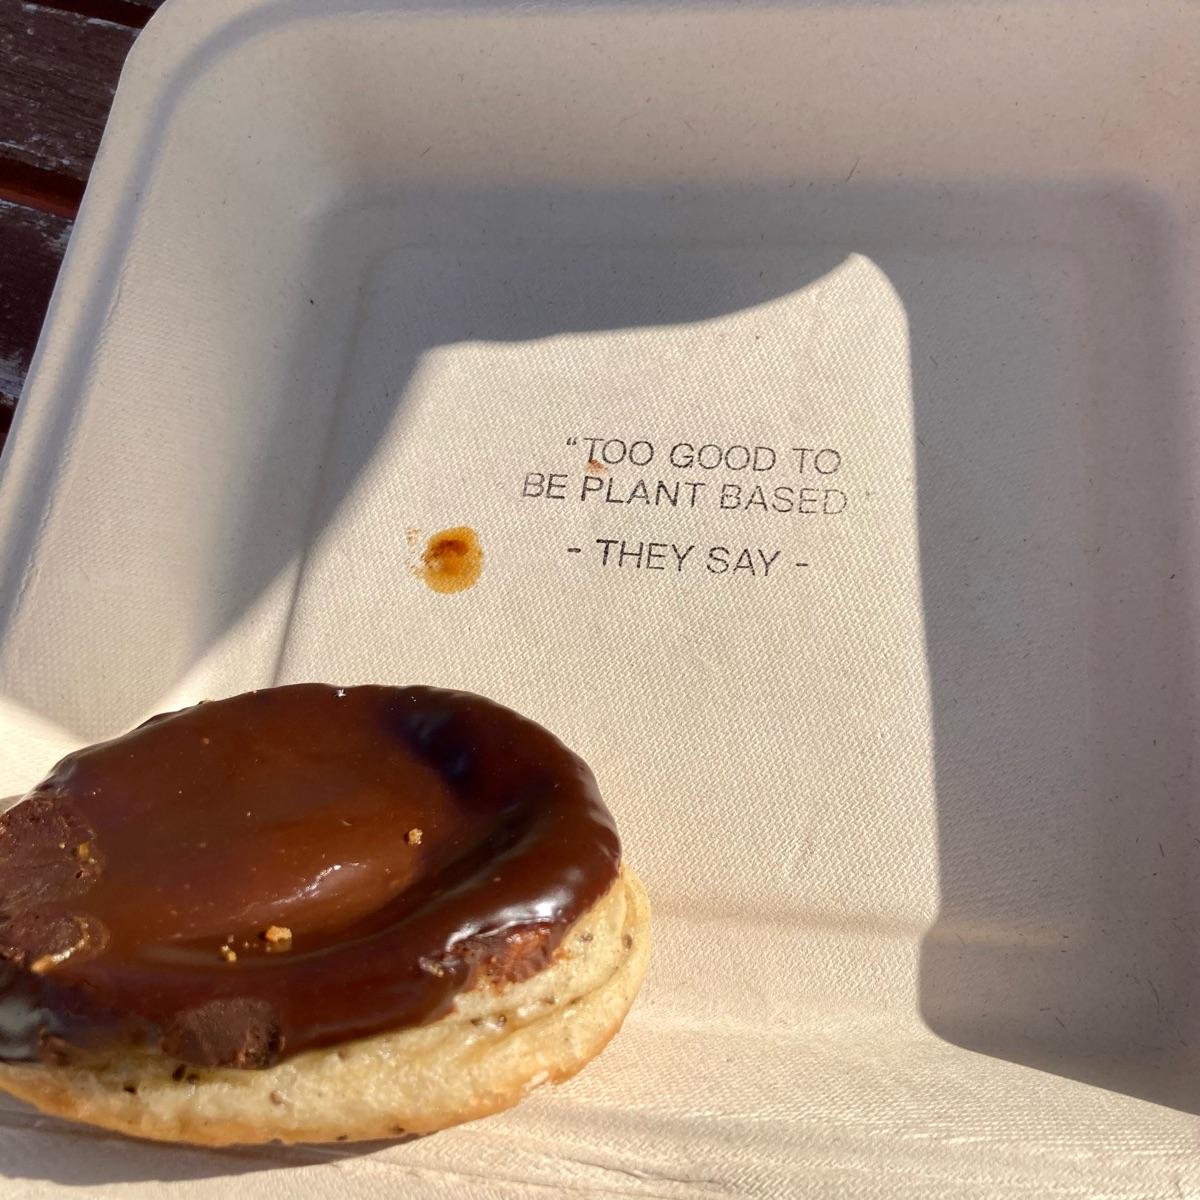 “TOO GOOD TO
BE PLANT BASED
- THEY SAY -